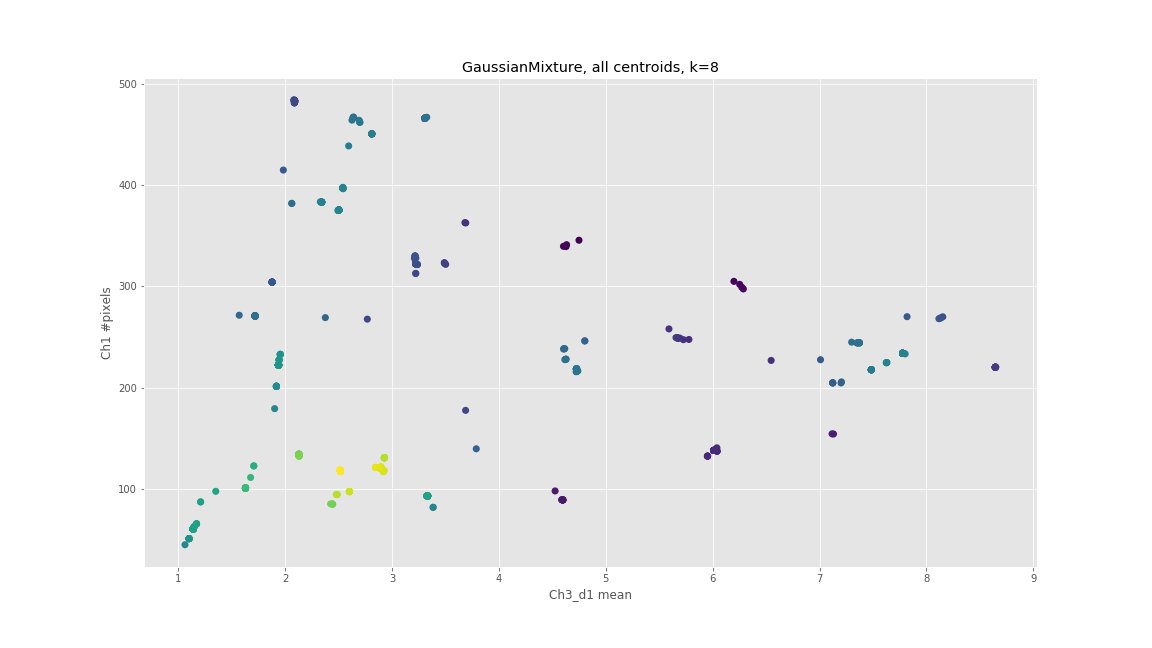 GaussianMixture, all centroids, k=8
500
400
300
200
100
Ch1 #pixels
1 2 3 4 5 6 7 8 9
Ch3_d1 mean